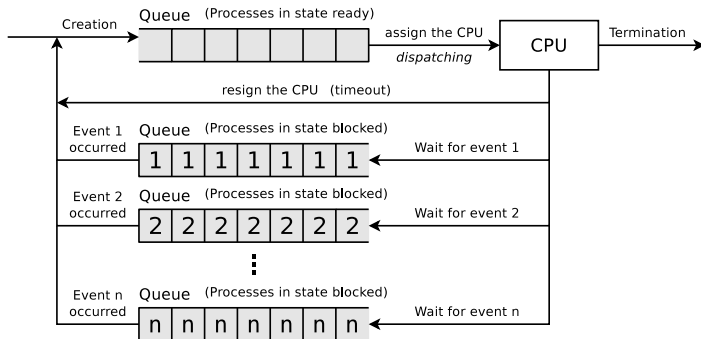 Queue (Processes in state ready)
Creation
assign the CPU
dispatching
CPU
Termination
resign the CPU (timeout)
Event 1
occurred
Queue (Processes in state blocked)
1 1 1 1 1 1 1
Wait for event 1
Event 2
occurred
Queue (Processes in state blocked)
2 2 2 2 2 2 2
Wait for event 2
Event n
occurred
Queue (Processes in state blocked)
n n n n n n n
Wait for event n